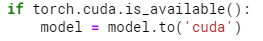 if torch.cuda.is_available():
    model = model.to('cuda')